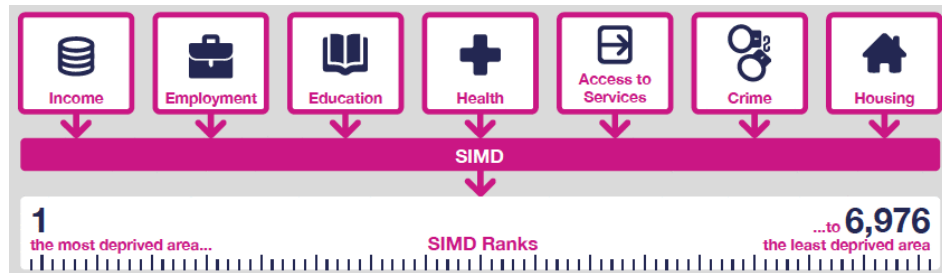 Income
Employment
Education
Health
Access to
Services
Crime
Housing
SIMD
1
the most deprived area...
SIMD Ranks
...to 6,976
the least deprived area